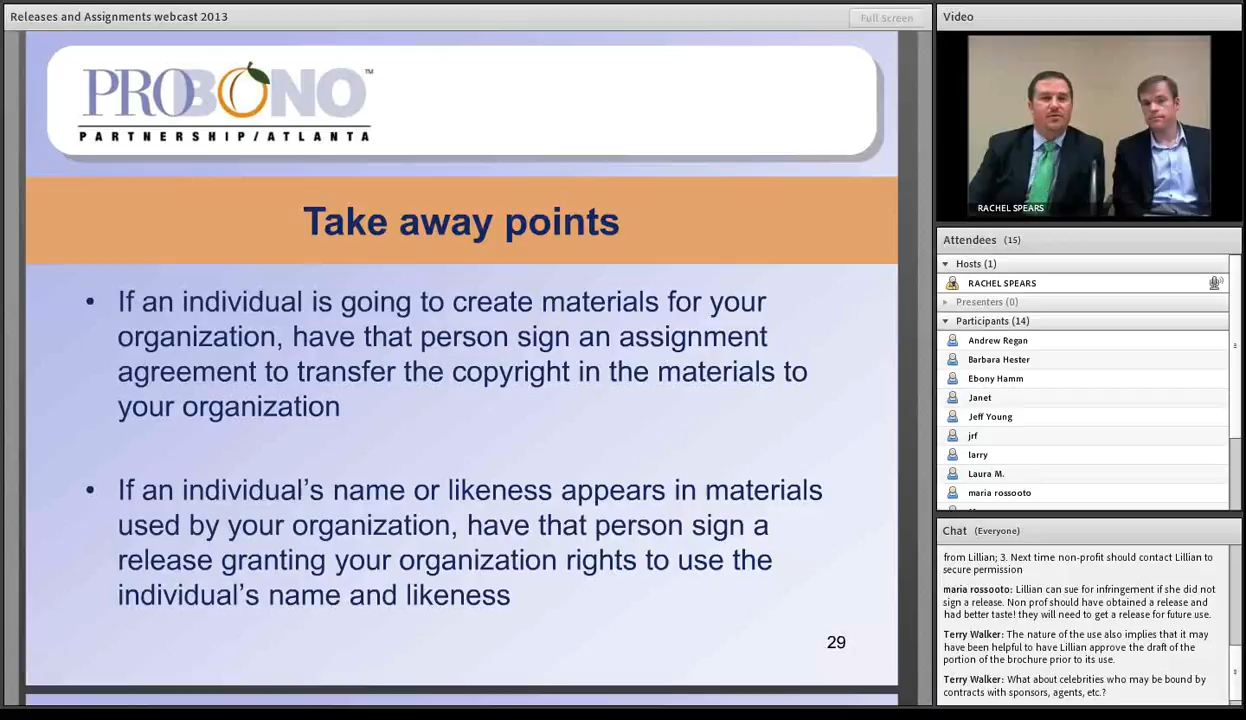 Releases and Assignments webcast 2013
Full Screen
PROBONO™
PARTNERSHIP/ATLANTA
Take away points
• If an individual is going to create materials for your
organization, have that person sign an assignment
agreement to transfer the copyright in the materials to
your organization
• If an individual’s name or likeness appears in materials
used by your organization, have that person sign a
release granting your organization rights to use the
individual’s name and likeness
29
Video
RACHEL SPEARS
Attendees (15)
Hosts (1)
RACHEL SPEARS
Presenters (0)
Participants (14)
Andrew Regan
Barbara Hester
Ebony Hamm
Janet
Jeff Young
jrf
larry
Laura M.
maria rossooto
Chat (Everyone)
from Lillian; 3. Next time non-profit should contact Lillian to
secure permission
maria rossooto: Lillian can sue for infringement if she did not
sign a release. Non prof should have obtained a release and
had better taste! they will need to get a release for future use.
Terry Walker: The nature of the use also implies that it may
have been helpful to have Lillian approve the draft of the
portion of the brochure prior to its use.
Terry Walker: What about celebrities who may be bound by
contracts with sponsors, agents, etc.?